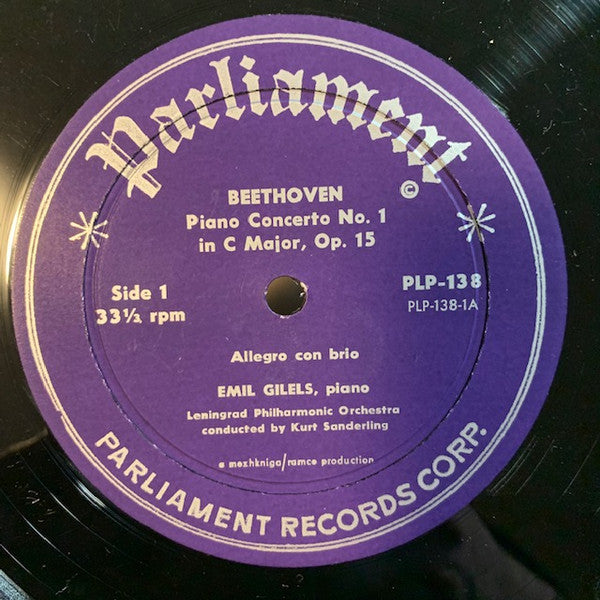 Parliament
©
BEETHOVEN
Piano Concerto No. 1
in C Major, Op. 15
Side 1
33⅓ rpm
PLP-138
PLP-138-1A
Allegro con brio
EMIL GILELS, piano
Leningrad Philharmonic Orchestra
conducted by Kurt Sanderling
a mezhkniga/ramco production
PARLIAMENT RECORDS CORP.